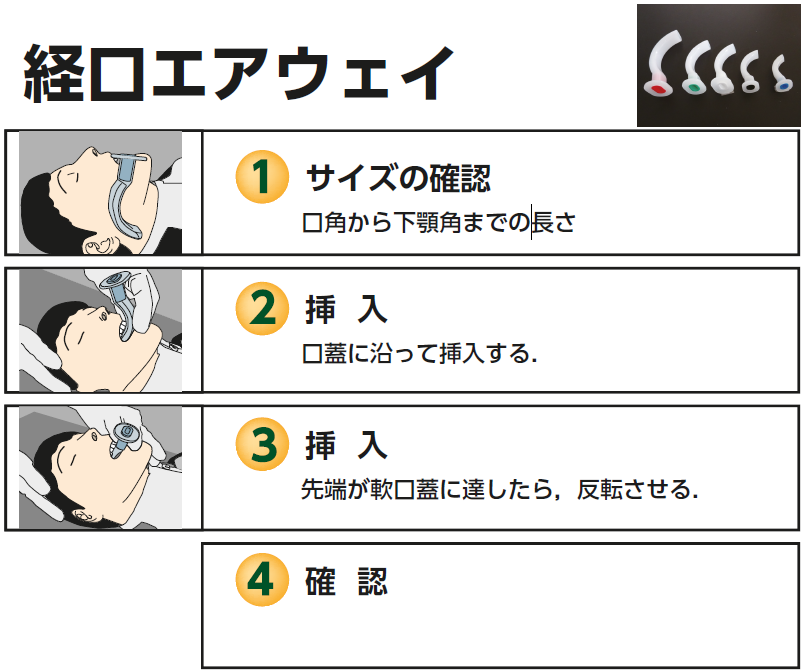 経口エアウェイ
1 サイズの確認
口角から下顎角までの長さ
2 挿 入
口蓋に沿って挿入する.
3 挿 入
先端が軟口蓋に達したら，反転させる.
4 確 認